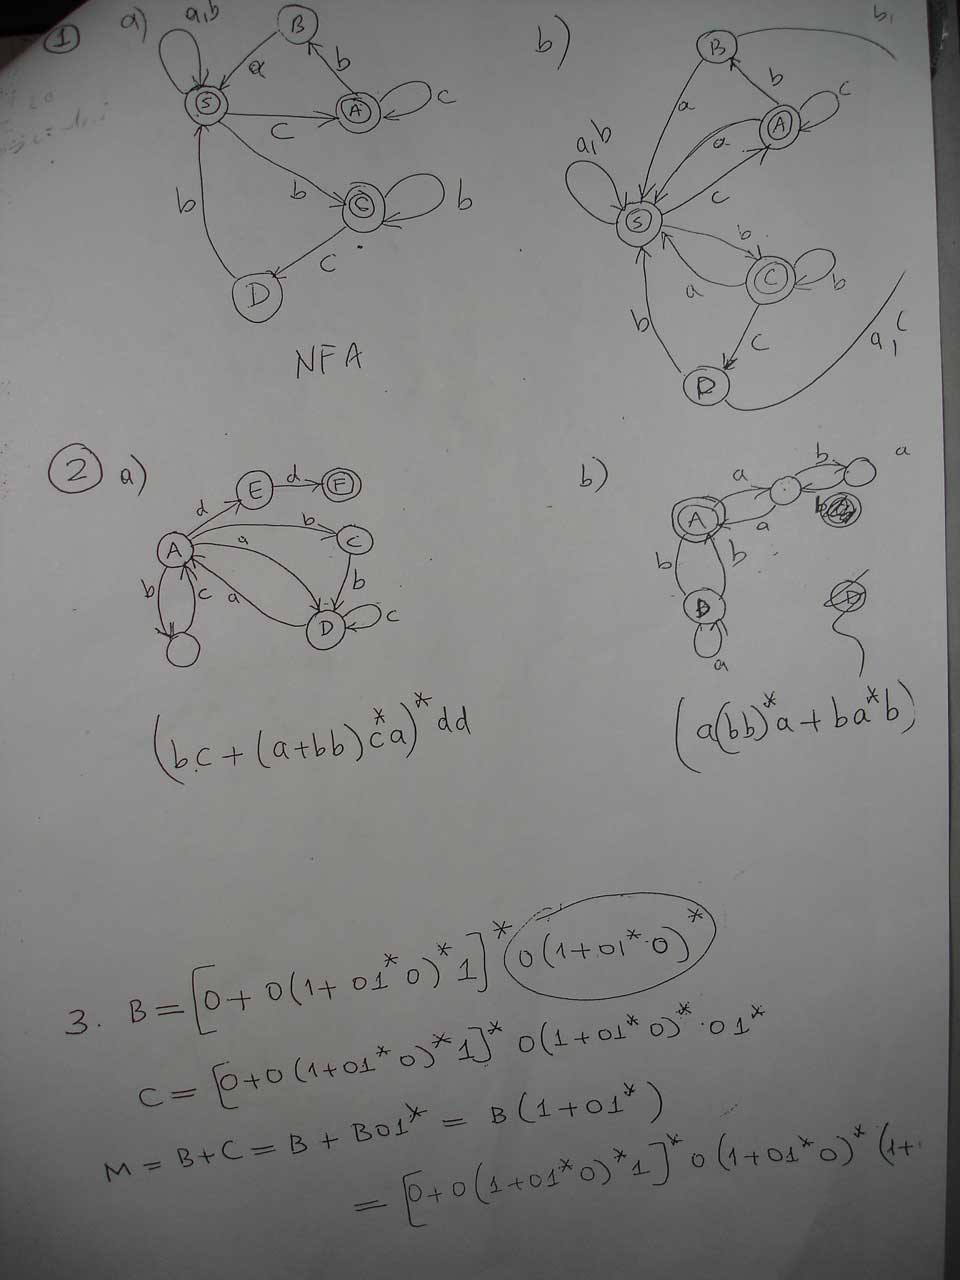 1 a) a,b B b) B b,
a b b
S C A C a a A C
b a,b C
b C b S b C b
C b a
D C a, C
NFA D
2 a) E d F b) a b a
d b A a
A a C b b
b C a b B
D C a
(b.c + (a+bb) c* a)* dd (a(bb)* a + ba* b)
3. B = [0 + 0(1 + 01* 0)* 1]* 0(1 + 01* 0)*
C = [0 + 0 (1 + 01* 0)* 1]* 0(1 + 01* 0)* · 01*
M = B + C = B + B01* = B(1 + 01*)
= [0 + 0(1 + 01* 0)* 1]* 0(1 + 01* 0)* (1+